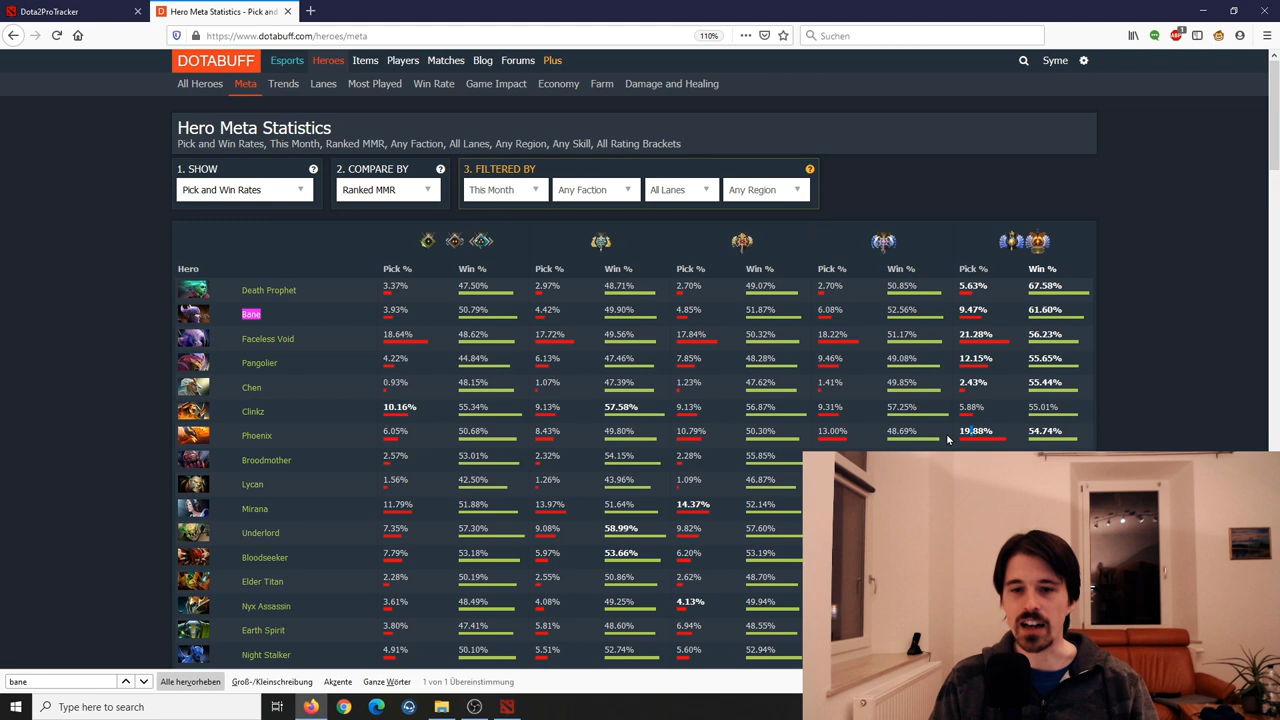 Dota2ProTracker
Hero Meta Statistics - Pick and
https://www.dotabuff.com/heroes/meta
110%
Suchen
1
DOTABUFF
Esports Heroes Items Players Matches Blog Forums Plus
Syme
All Heroes Meta Trends Lanes Most Played Win Rate Game Impact Economy Farm Damage and Healing
Hero Meta Statistics
Pick and Win Rates, This Month, Ranked MMR, Any Faction, All Lanes, Any Region, Any Skill, All Rating Brackets
1. SHOW 2. COMPARE BY 3. FILTERED BY
Pick and Win Rates Ranked MMR This Month Any Faction All Lanes Any Region
Hero Pick % Win % Pick % Win % Pick % Win % Pick % Win % Pick % Win %
Death Prophet 3.37% 47.50% 2.97% 48.71% 2.70% 49.07% 2.70% 50.85% 5.63% 67.58%
Bane 3.93% 50.79% 4.42% 49.90% 4.85% 51.87% 6.08% 52.56% 9.47% 61.60%
Faceless Void 18.64% 48.62% 17.72% 49.56% 17.84% 50.32% 18.22% 51.17% 21.28% 56.23%
Pangolier 4.22% 44.84% 6.13% 47.46% 7.85% 48.28% 9.46% 49.08% 12.15% 55.65%
Chen 0.93% 48.15% 1.07% 47.39% 1.23% 47.62% 1.41% 49.85% 2.43% 55.44%
Clinkz 10.16% 55.34% 9.13% 57.58% 9.13% 56.87% 9.31% 57.25% 5.88% 55.01%
Phoenix 6.05% 50.68% 8.43% 49.80% 10.79% 50.30% 13.00% 48.69% 19.88% 54.74%
Broodmother 2.57% 53.01% 2.32% 54.15% 2.28% 55.85%
Lycan 1.56% 42.50% 1.26% 43.96% 1.09% 46.87%
Mirana 11.79% 51.88% 13.97% 51.64% 14.37% 52.14%
Underlord 7.35% 57.30% 9.08% 58.99% 9.82% 57.60%
Bloodseeker 7.79% 53.18% 5.97% 53.66% 6.20% 53.19%
Elder Titan 2.28% 50.19% 2.55% 50.86% 2.62% 48.70%
Nyx Assassin 3.61% 48.49% 4.08% 49.25% 4.13% 49.94%
Earth Spirit 3.80% 47.41% 5.81% 48.60% 6.94% 48.55%
Night Stalker 4.91% 50.10% 5.51% 52.74% 5.60% 52.94%
bane Alle hervorheben Groß-/Kleinschreibung Akzente Ganze Wörter 1 von 1 Übereinstimmung
Type here to search